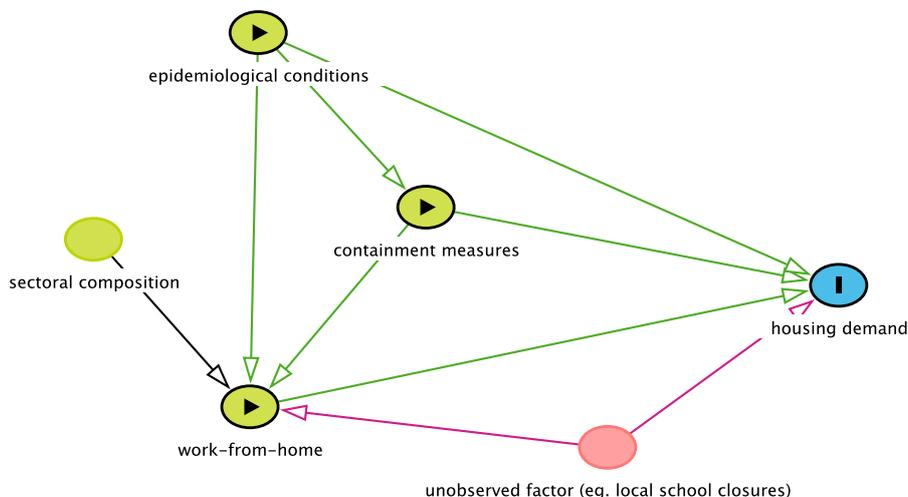 epidemiological conditions
containment measures
sectoral composition
housing demand
work-from-home
unobserved factor (eg. local school closures)